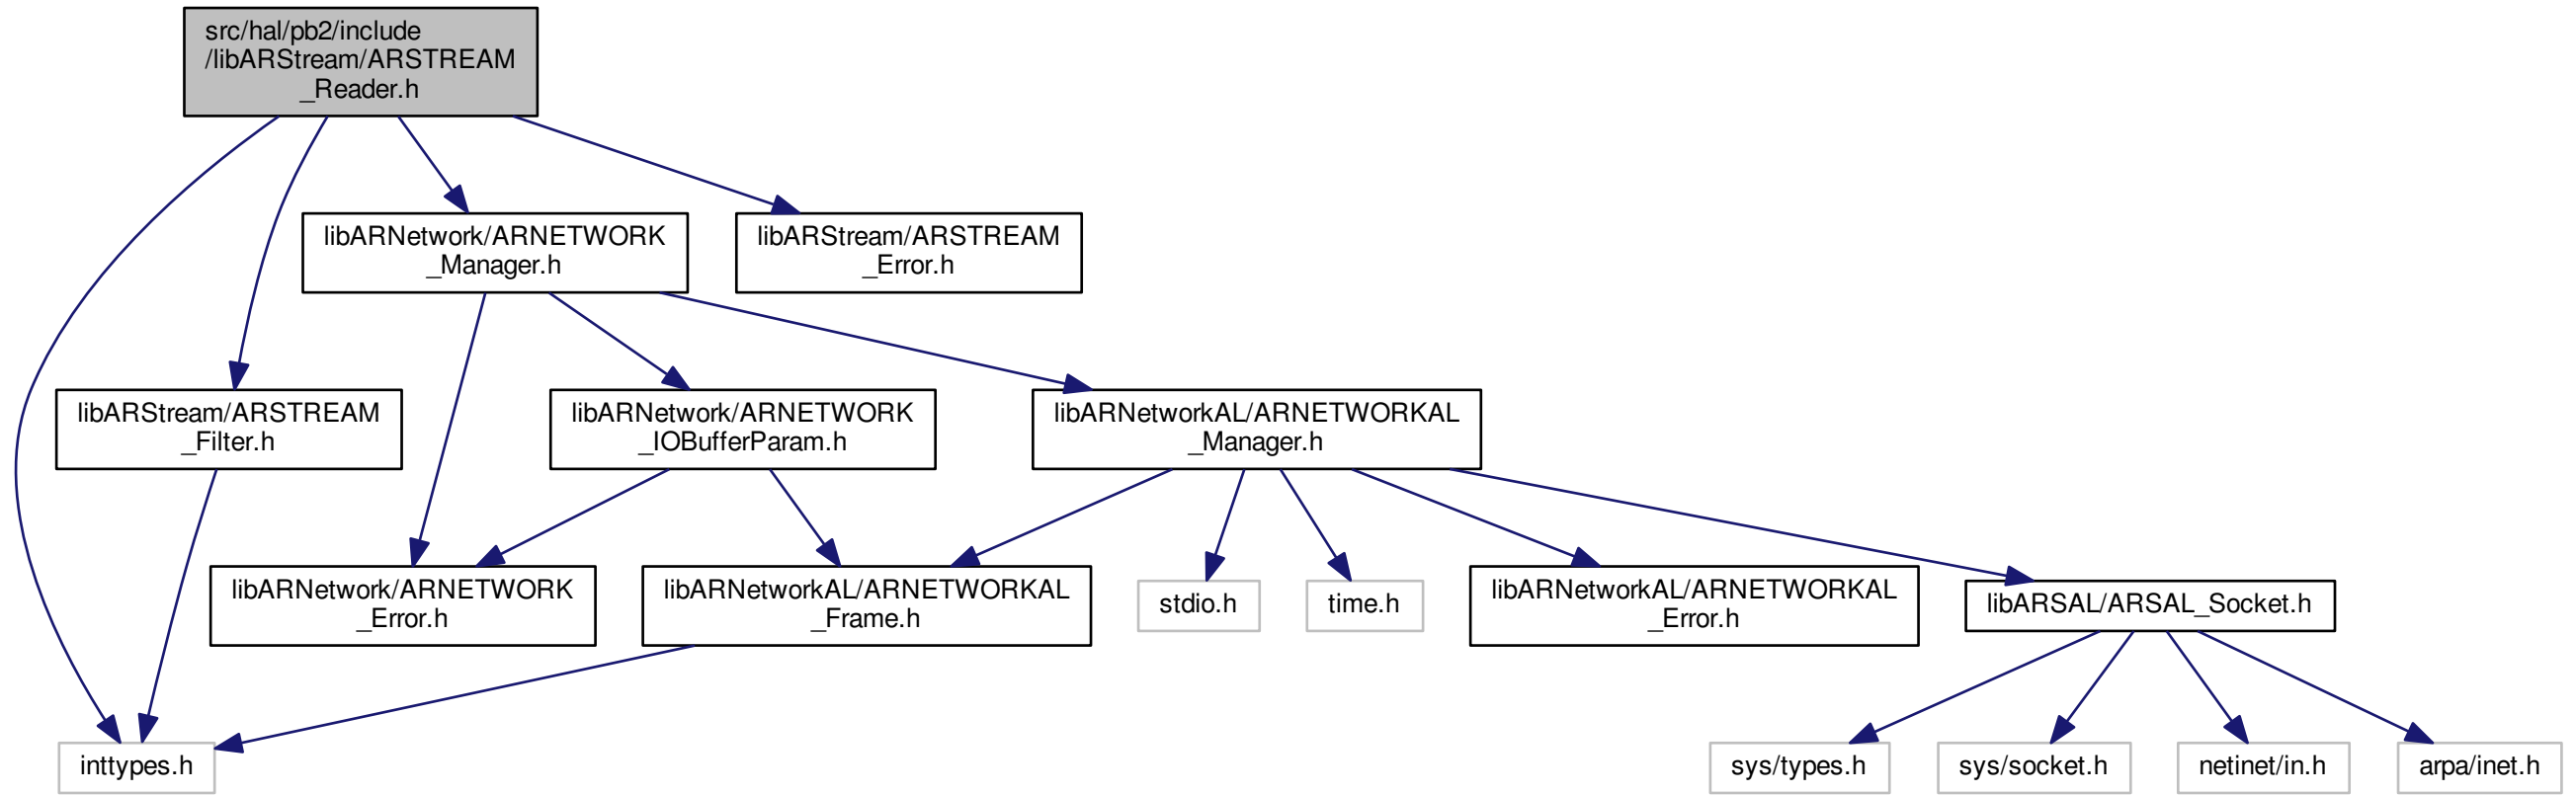 src/hal/pb2/include
/libARStream/ARSTREAM
_Reader.h
libARNetwork/ARNETWORK
_Manager.h
libARStream/ARSTREAM
_Error.h
libARStream/ARSTREAM
_Filter.h
libARNetwork/ARNETWORK
_IOBufferParam.h
libARNetworkAL/ARNETWORKAL
_Manager.h
libARNetwork/ARNETWORK
_Error.h
libARNetworkAL/ARNETWORKAL
_Frame.h
stdio.h
time.h
libARNetworkAL/ARNETWORKAL
_Error.h
libARSAL/ARSAL_Socket.h
inttypes.h
sys/types.h
sys/socket.h
netinet/in.h
arpa/inet.h